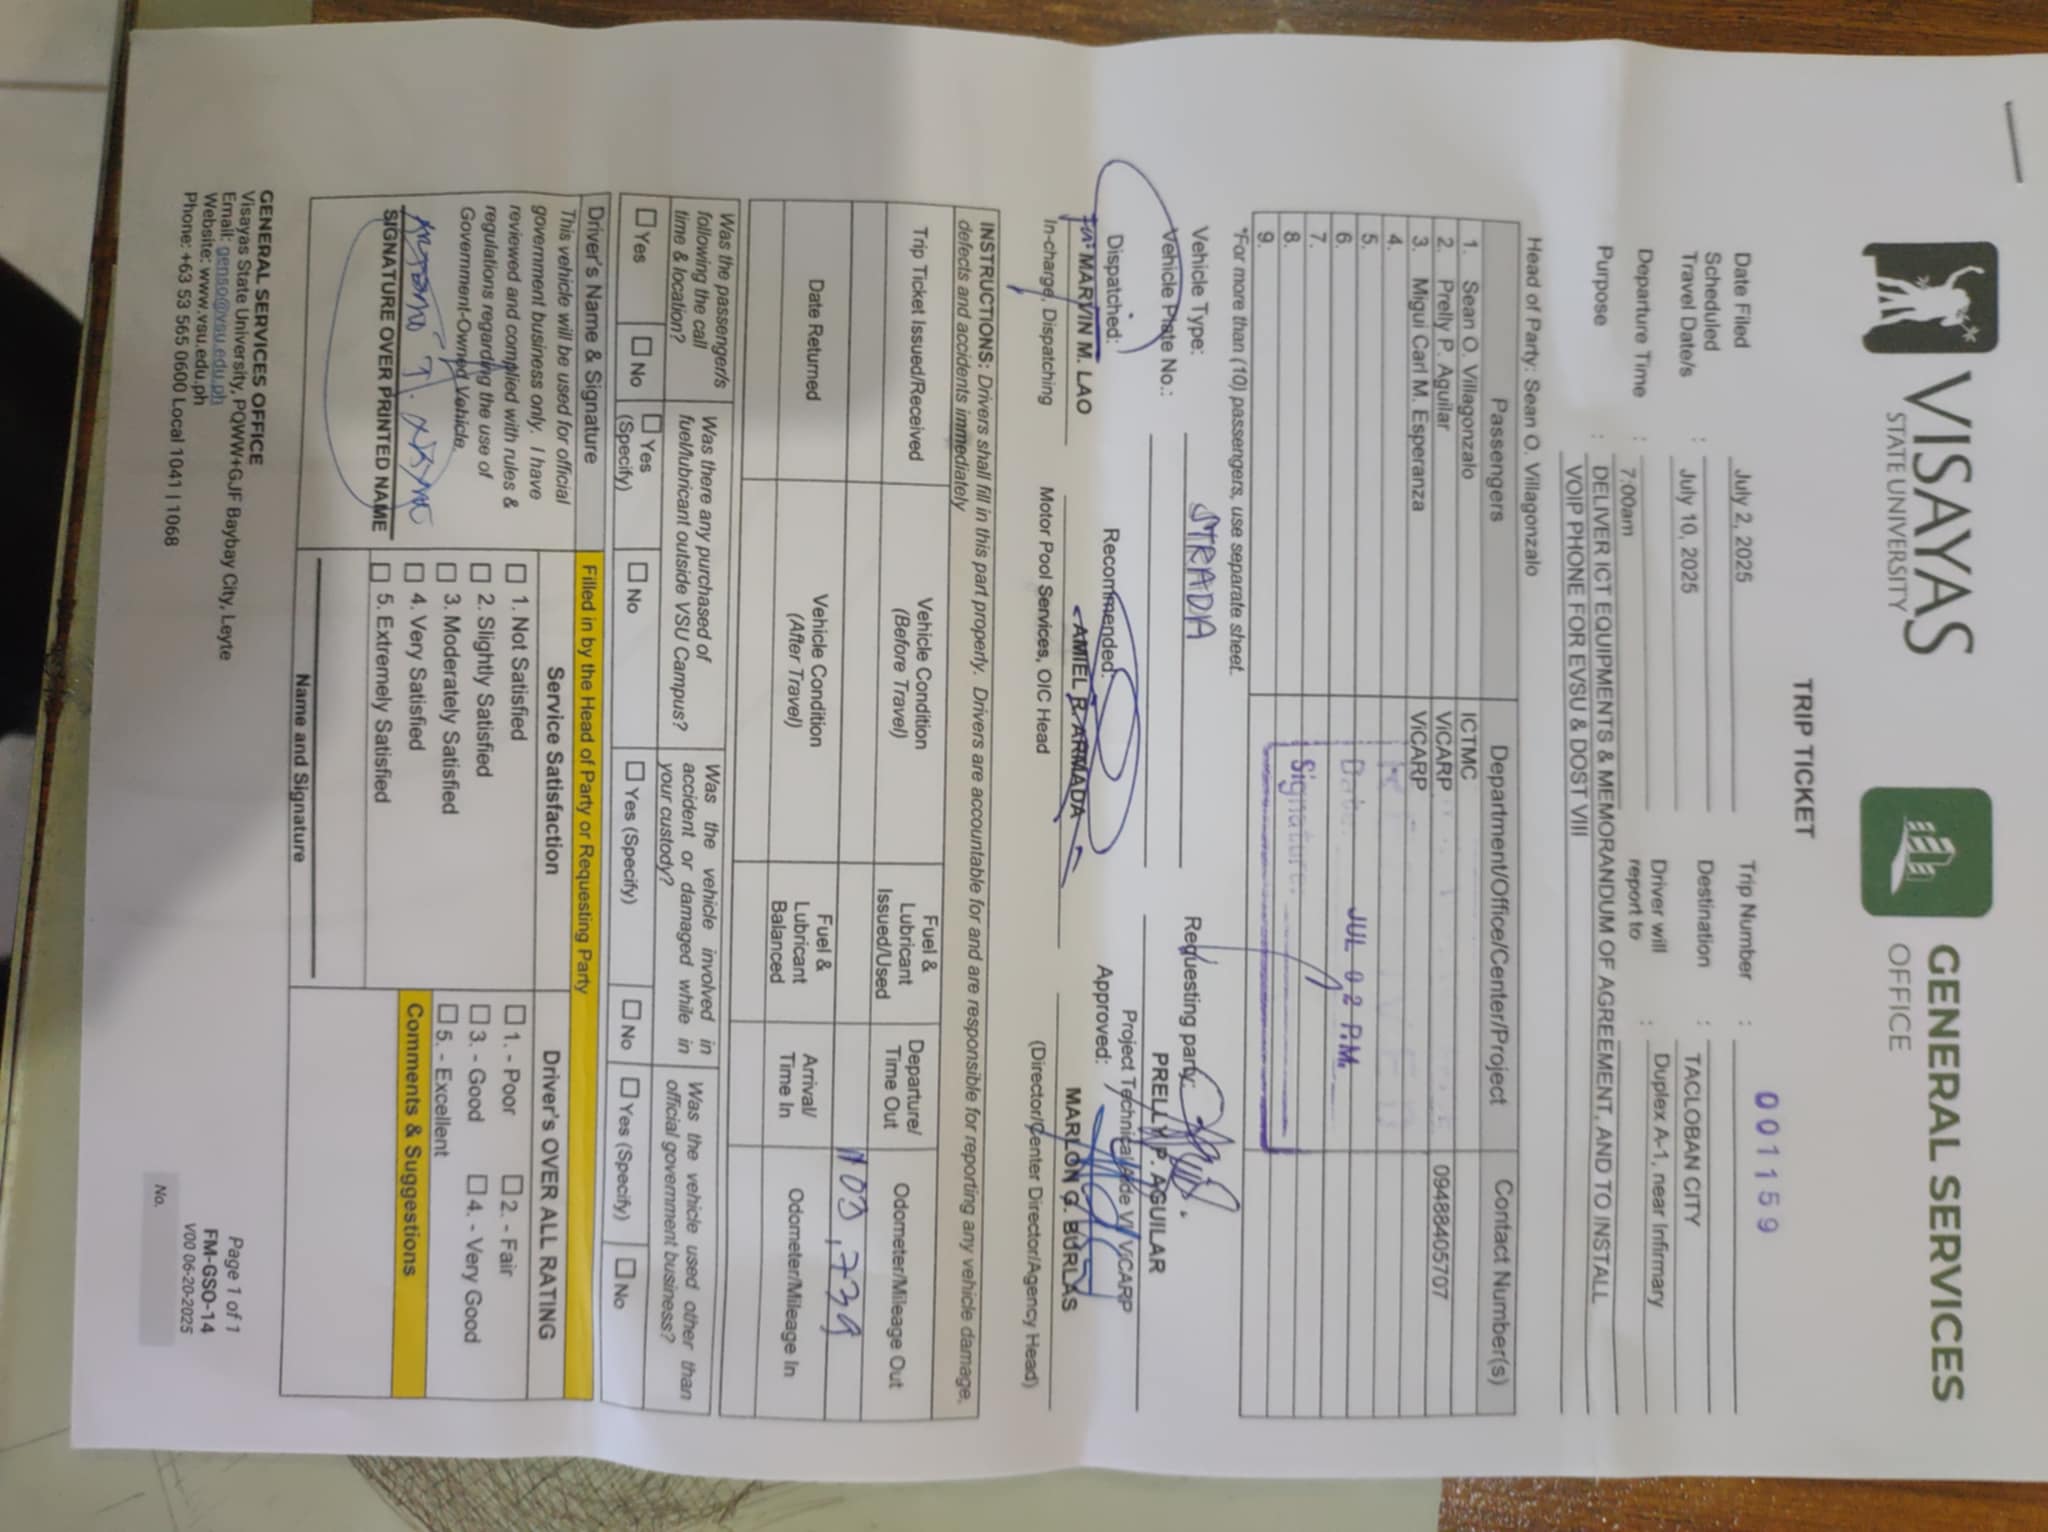 VISAYAS
STATE UNIVERSITY
GENERAL SERVICES
OFFICE
TRIP TICKET
001159
Date Filed
July 2, 2025
Trip Number :
Scheduled
Travel Date/s : July 10, 2025
Destination : TACLOBAN CITY
Departure Time : 7:00am
Driver will
report to : Duplex A-1, near Infirmary
Purpose : DELIVER ICT EQUIPMENTS & MEMORANDUM OF AGREEMENT, AND TO INSTALL
VOIP PHONE FOR EVSU & DOST VIII
Head of Party: Sean O. Villagonzalo
Passengers Department/Office/Center/Project Contact Number(s)
1. Sean O. Villagonzalo ICTMC
2. Prelly P. Aguilar ViCARP 09488405707
3. Migui Carl M. Esperanza ViCARP
4.
5.
6.
7.
8.
9.
JUL 02 P.M.
Signature:
*For more than (10) passengers, use separate sheet.
Vehicle Type: STRADA
Requesting party:
Vehicle Plate No.:
PRELLY P. AGUILAR
Project Technical Aide VI/ ViCARP
Dispatched: Recommended: Approved:
for: MARVIN M. LAO
AMIEL R. ARMADA
MARLON G. BURLAS
In-charge, Dispatching
Motor Pool Services, OIC Head
(Director/Center Director/Agency Head)
INSTRUCTIONS: Drivers shall fill in this part properly. Drivers are accountable for and are responsible for reporting any vehicle damage,
defects and accidents immediately
Trip Ticket Issued/Received
Vehicle Condition
(Before Travel)
Fuel &
Lubricant
Issued/Used
Departure/
Time Out
Odometer/Mileage Out
100,739
Date Returned
Vehicle Condition
(After Travel)
Fuel &
Lubricant
Balanced
Arrival/
Time In
Odometer/Mileage In
Was the passenger/s
following the call
time & location?
Was there any purchased of
fuel/lubricant outside VSU Campus?
Was the vehicle involved in
accident or damaged while in
your custody?
Was the vehicle used other than
official government business?
☐ Yes ☐ No ☐ Yes
(Specify) ☐ No ☐ Yes (Specify) ☐ No ☐ Yes (Specify) ☐ No
Driver's Name & Signature
Filled in by the Head of Party or Requesting Party
This vehicle will be used for official
government business only. I have
reviewed and complied with rules &
regulations regarding the use of
Government-Owned Vehicle.
SIGNATURE OVER PRINTED NAME
Service Satisfaction
☐ 1. Not Satisfied
☐ 2. Slightly Satisfied
☐ 3. Moderately Satisfied
☐ 4. Very Satisfied
☐ 5. Extremely Satisfied
Name and Signature
Driver's OVER ALL RATING
☐ 1. - Poor ☐ 2. - Fair
☐ 3. - Good ☐ 4. - Very Good
☐ 5. - Excellent
Comments & Suggestions
GENERAL SERVICES OFFICE
Visayas State University, PQWW+GJF Baybay City, Leyte
Email: genso@vsu.edu.ph
Website: www.vsu.edu.ph
Phone: +63 53 565 0600 Local 1041 | 1068
Page 1 of 1
FM-GSO-14
V00 06-20-2025
No.